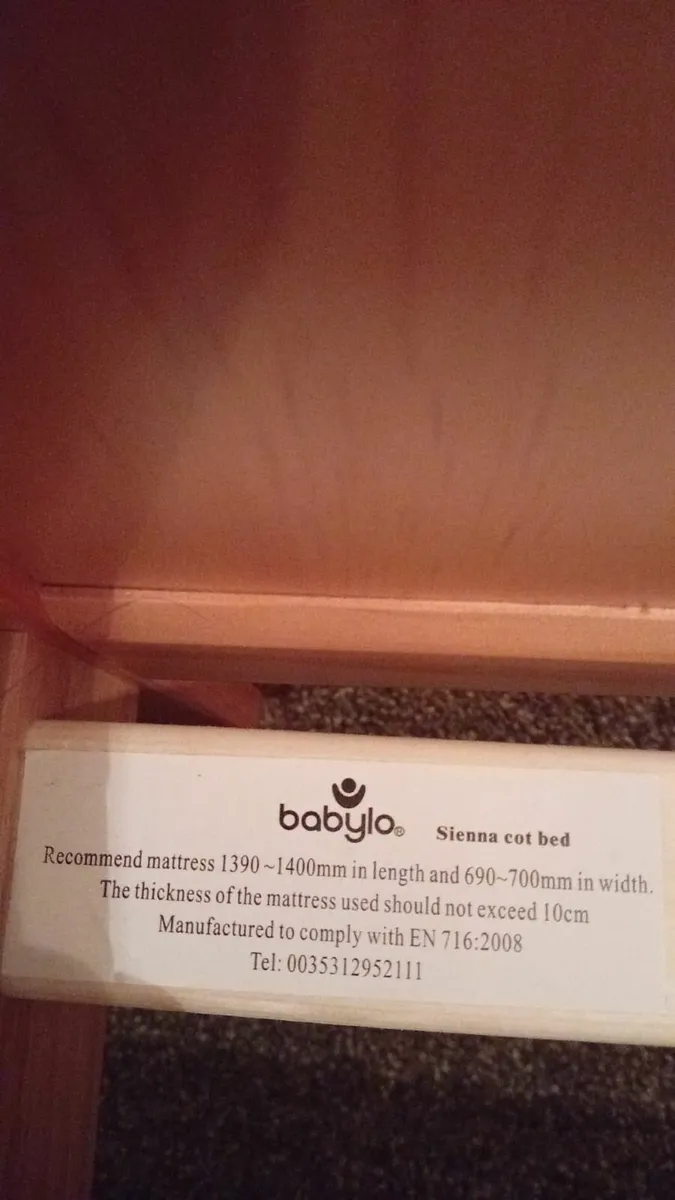 babylo® Sienna cot bed
Recommend mattress 1390~1400mm in length and 690~700mm in width.
The thickness of the mattress used should not exceed 10cm
Manufactured to comply with EN 716:2008
Tel: 0035312952111